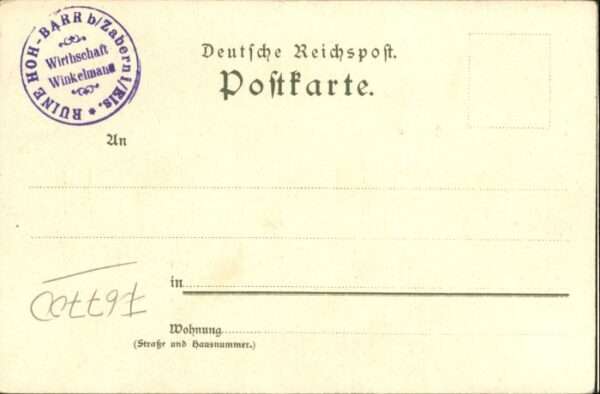 RUINE HOH-BARR b/Zabern i/Els. *
Wirthschaft
Winkelmann
Deutsche Reichspost.
Postkarte.
An
in
Wohnung
(Straße und Hausnummer.)